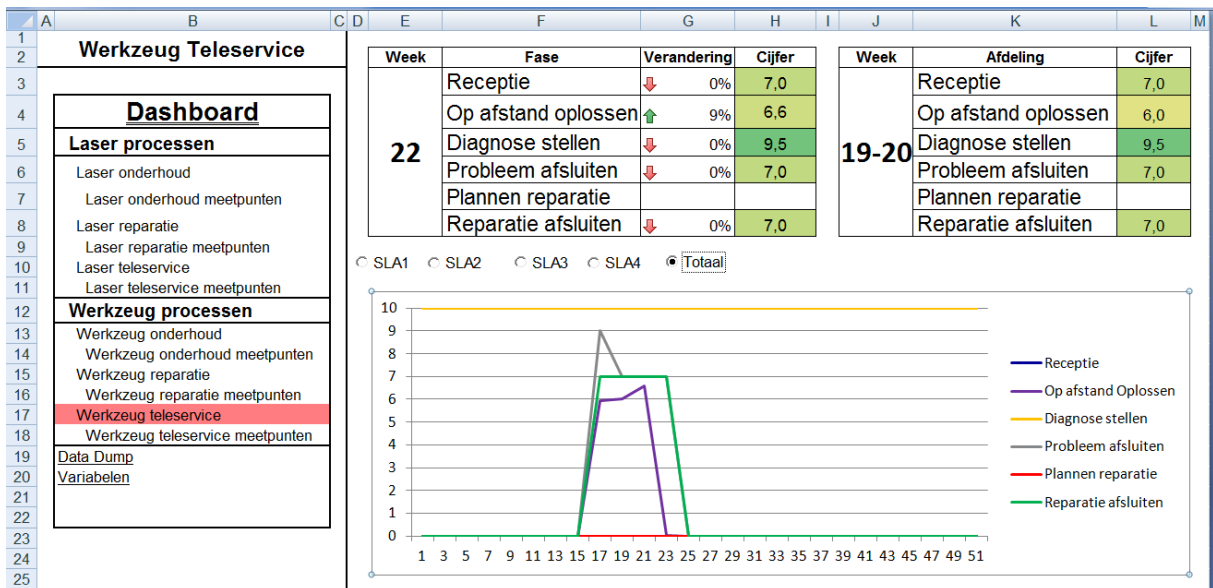 A B C D E F G H I J K L M
1
2 Werkzeug Teleservice Week Fase Verandering Cijfer Week Afdeling Cijfer
3 Receptie 0% 7,0 Receptie 7,0
4 Dashboard Op afstand oplossen 9% 6,6 Op afstand oplossen 6,0
5 Laser processen 22 Diagnose stellen 0% 9,5 19-20 Diagnose stellen 9,5
6 Laser onderhoud Probleem afsluiten 0% 7,0 Probleem afsluiten 7,0
7 Laser onderhoud meetpunten Plannen reparatie Plannen reparatie
8 Laser reparatie Reparatie afsluiten 0% 7,0 Reparatie afsluiten 7,0
9 Laser reparatie meetpunten
10 Laser teleservice SLA1 SLA2 SLA3 SLA4 Totaal
11 Laser teleservice meetpunten
12 Werkzeug processen
13 Werkzeug onderhoud
14 Werkzeug onderhoud meetpunten
15 Werkzeug reparatie
16 Werkzeug reparatie meetpunten
17 Werkzeug teleservice
18 Werkzeug teleservice meetpunten
19 Data Dump
20 Variabelen
21
22
23
24
25
10
9
8
7
6
5
4
3
2
1
0
1 3 5 7 9 11 13 15 17 19 21 23 25 27 29 31 33 35 37 39 41 43 45 47 49 51
Receptie
Op afstand Oplossen
Diagnose stellen
Probleem afsluiten
Plannen reparatie
Reparatie afsluiten